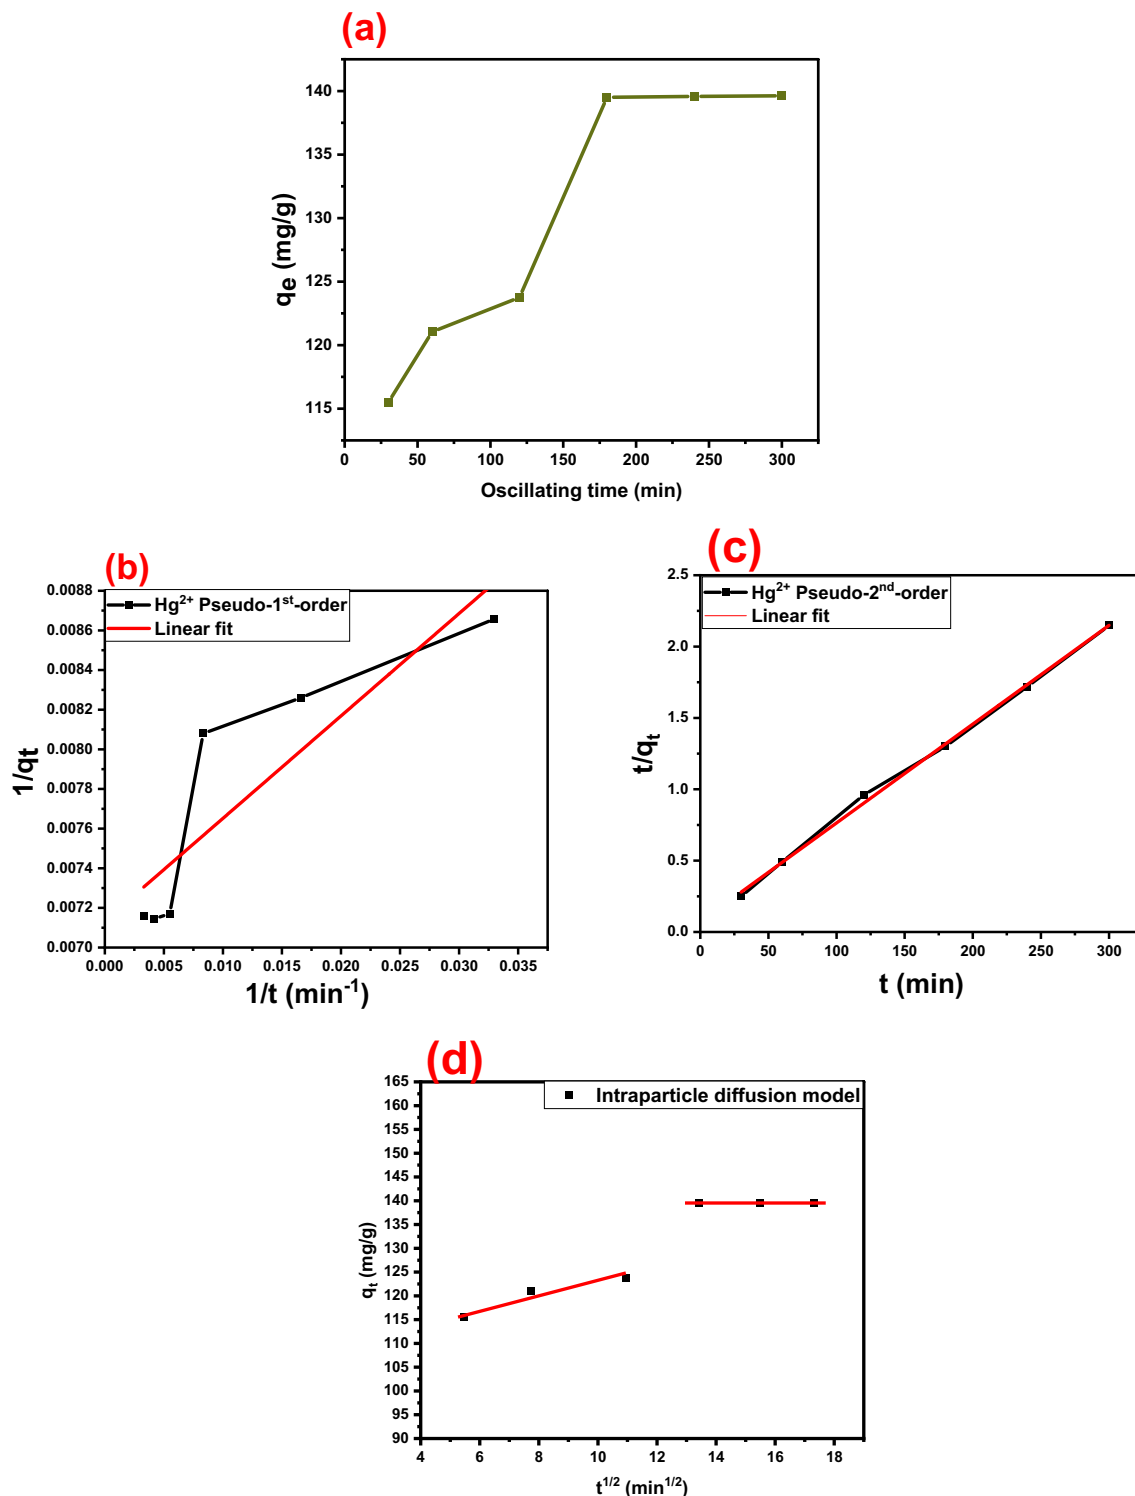 (a)
140
135
130
125
120
115
qe (mg/g)
0 50 100 150 200 250 300
Oscillating time (min)
(b)
0.0088
0.0086
0.0084
0.0082
0.0080
0.0078
0.0076
0.0074
0.0072
0.0070
1/qt
Hg²⁺ Pseudo-1ˢᵗ-order
Linear fit
0.000 0.005 0.010 0.015 0.020 0.025 0.030 0.035
1/t (min⁻¹)
(c)
2.5
2.0
1.5
1.0
0.5
0.0
t/qₜ
Hg²⁺ Pseudo-2ⁿᵈ-order
Linear fit
0 50 100 150 200 250 300
t (min)
(d)
165
160
155
150
145
140
135
130
125
120
115
110
105
100
95
90
qₜ (mg/g)
Intraparticle diffusion model
4 6 8 10 12 14 16 18
t¹ᐟ² (min¹ᐟ²)